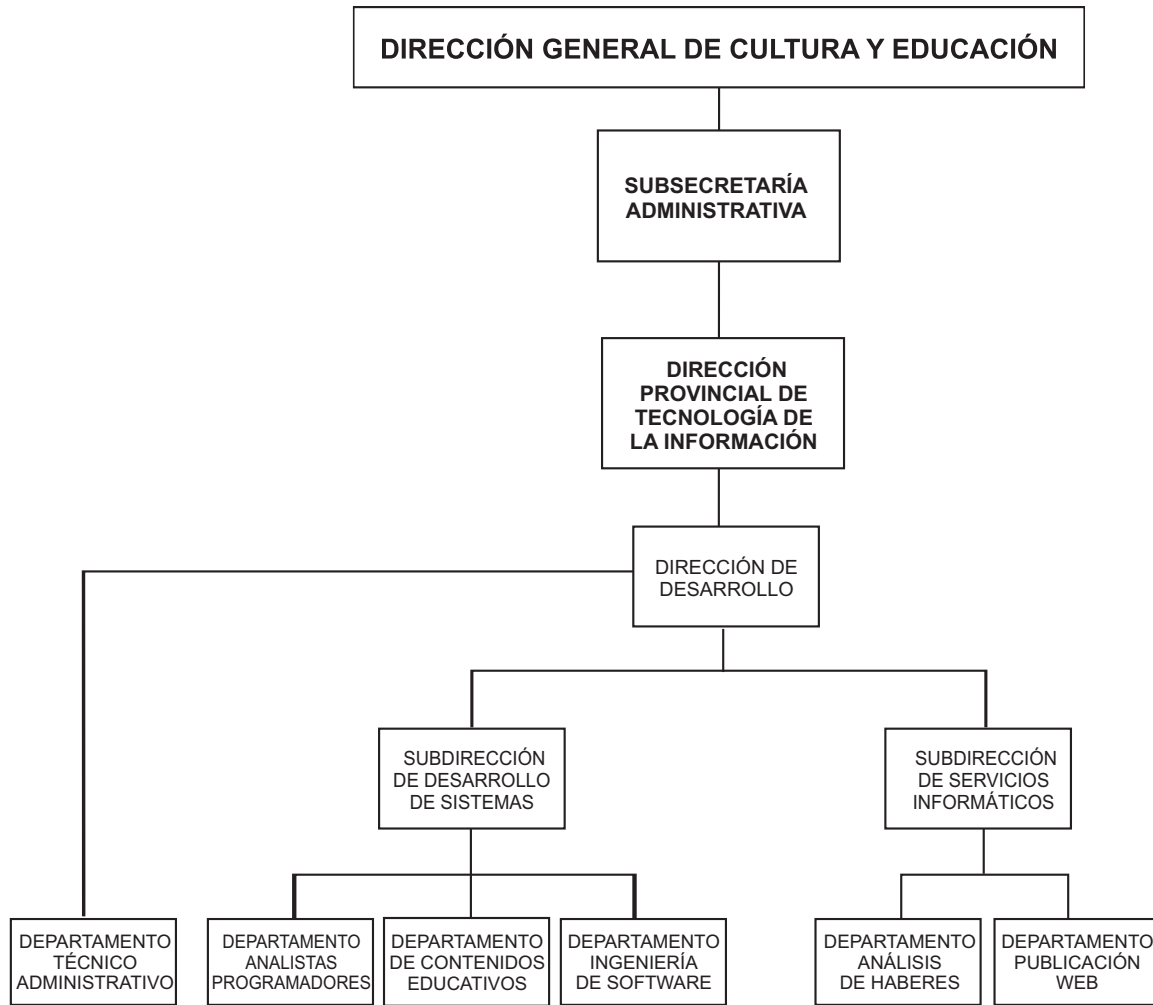 DIRECCIÓN GENERAL DE CULTURA Y EDUCACIÓN
SUBSECRETARÍA
ADMINISTRATIVA
DIRECCIÓN
PROVINCIAL DE
TECNOLOGÍA DE
LA INFORMACIÓN
DIRECCIÓN DE
DESARROLLO
SUBDIRECCIÓN
DE DESARROLLO
DE SISTEMAS
SUBDIRECCIÓN
DE SERVICIOS
INFORMÁTICOS
DEPARTAMENTO
TÉCNICO
ADMINISTRATIVO
DEPARTAMENTO
ANALISTAS
PROGRAMADORES
DEPARTAMENTO
DE CONTENIDOS
EDUCATIVOS
DEPARTAMENTO
INGENIERÍA
DE SOFTWARE
DEPARTAMENTO
ANÁLISIS
DE HABERES
DEPARTAMENTO
PUBLICACIÓN
WEB